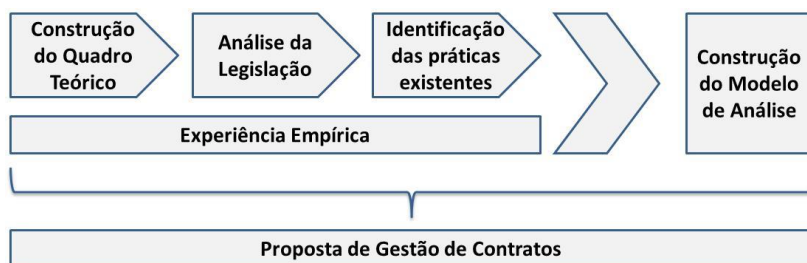 Construção
do Quadro
Teórico
Análise da
Legislação
Identificação
das práticas
existentes
Construção
do Modelo
de Análise
Experiência Empírica
Proposta de Gestão de Contratos